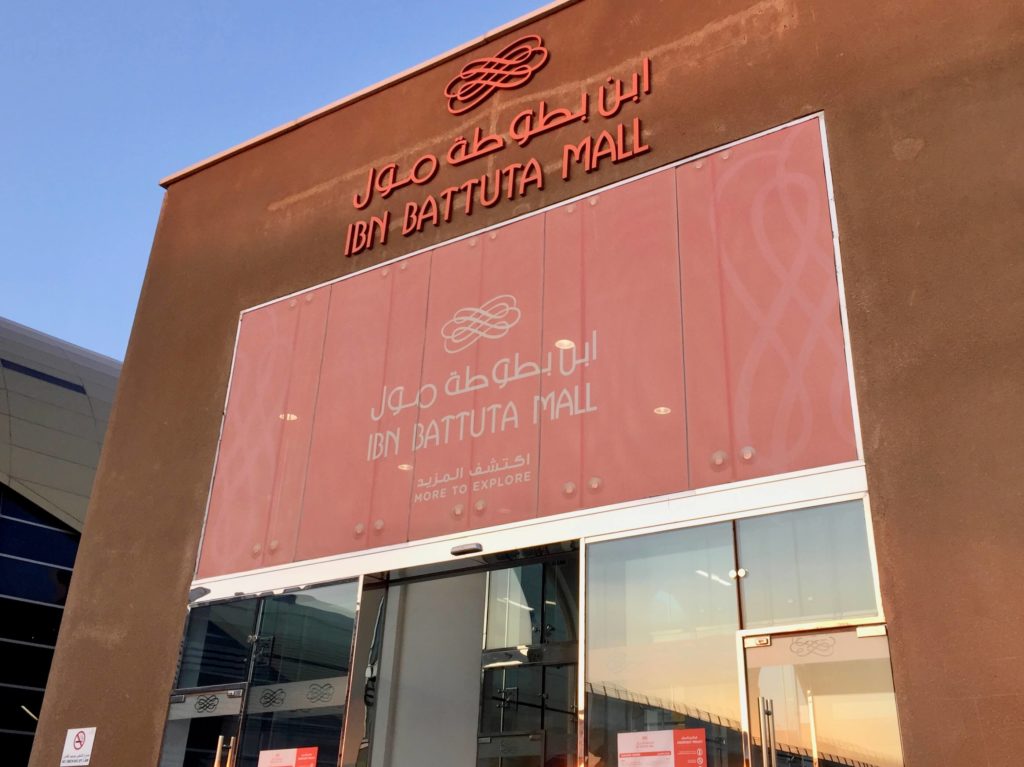 ابن بطوطة مول
IBN BATTUTA MALL
ابن بطوطة مول
IBN BATTUTA MALL
اكتشف المزيد
MORE TO EXPLORE